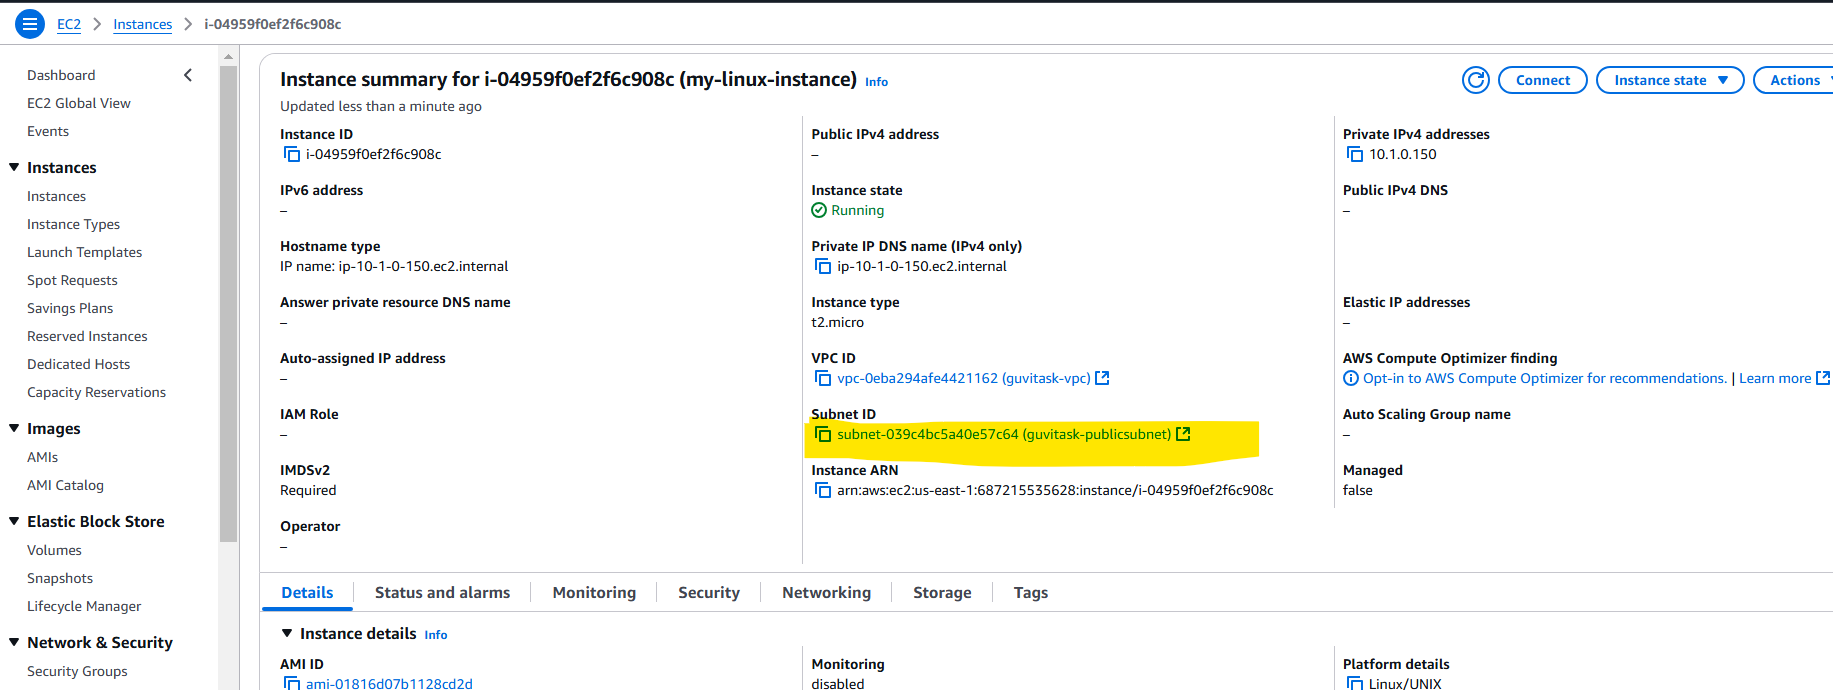 EC2 > Instances > i-04959f0ef2f6c908c
Dashboard
EC2 Global View
Events
Instances
Instances
Instance Types
Launch Templates
Spot Requests
Savings Plans
Reserved Instances
Dedicated Hosts
Capacity Reservations
Images
AMIs
AMI Catalog
Elastic Block Store
Volumes
Snapshots
Lifecycle Manager
Network & Security
Security Groups
Instance summary for i-04959f0ef2f6c908c (my-linux-instance) Info
Updated less than a minute ago
Connect
Instance state
Actions
Instance ID
i-04959f0ef2f6c908c
Public IPv4 address
–
Private IPv4 addresses
10.1.0.150
IPv6 address
–
Instance state
Running
Public IPv4 DNS
–
Hostname type
IP name: ip-10-1-0-150.ec2.internal
Private IP DNS name (IPv4 only)
ip-10-1-0-150.ec2.internal
Answer private resource DNS name
–
Instance type
t2.micro
Elastic IP addresses
–
Auto-assigned IP address
–
VPC ID
vpc-0eba294afe4421162 (guvitask-vpc)
AWS Compute Optimizer finding
Opt-in to AWS Compute Optimizer for recommendations. | Learn more
IAM Role
–
Subnet ID
subnet-039c4bc5a40e57c64 (guvitask-publicsubnet)
Auto Scaling Group name
–
IMDSv2
Required
Instance ARN
arn:aws:ec2:us-east-1:687215535628:instance/i-04959f0ef2f6c908c
Managed
false
Operator
–
Details
Status and alarms
Monitoring
Security
Networking
Storage
Tags
Instance details Info
AMI ID
ami-01816d07b1128cd2d
Monitoring
disabled
Platform details
Linux/UNIX